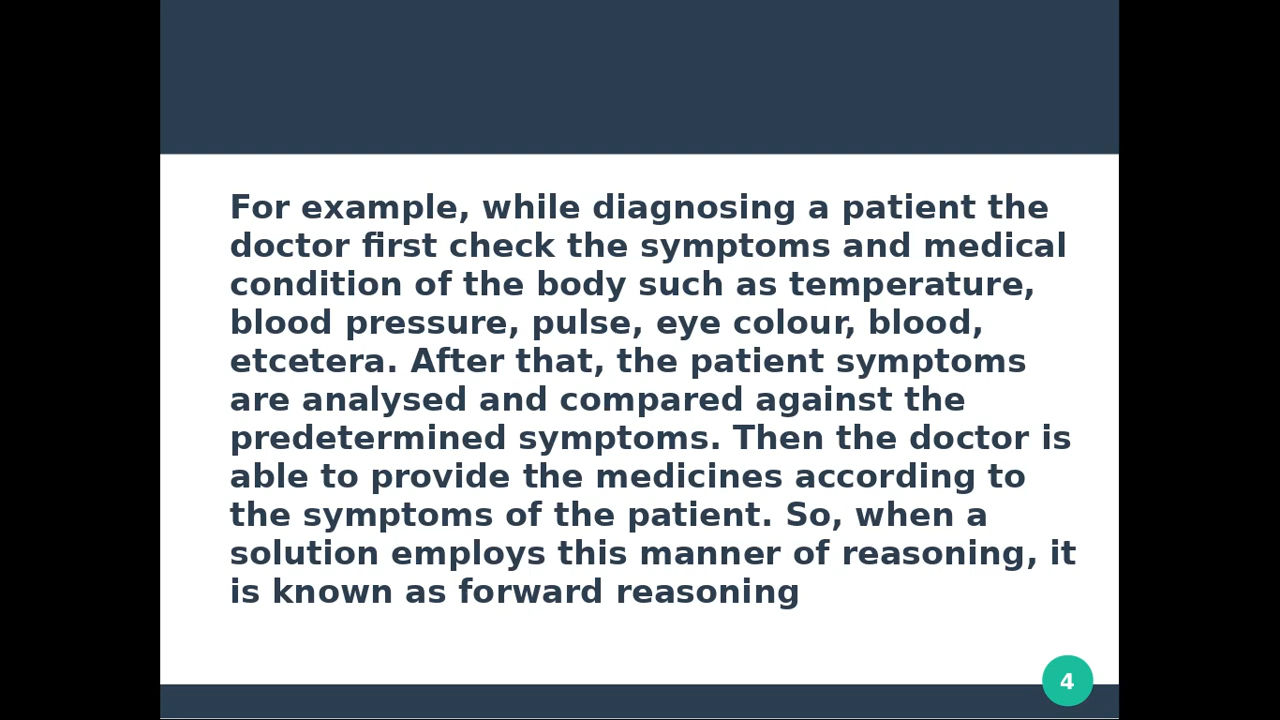 For example, while diagnosing a patient the
doctor first check the symptoms and medical
condition of the body such as temperature,
blood pressure, pulse, eye colour, blood,
etcetera. After that, the patient symptoms
are analysed and compared against the
predetermined symptoms. Then the doctor is
able to provide the medicines according to
the symptoms of the patient. So, when a
solution employs this manner of reasoning, it
is known as forward reasoning
4